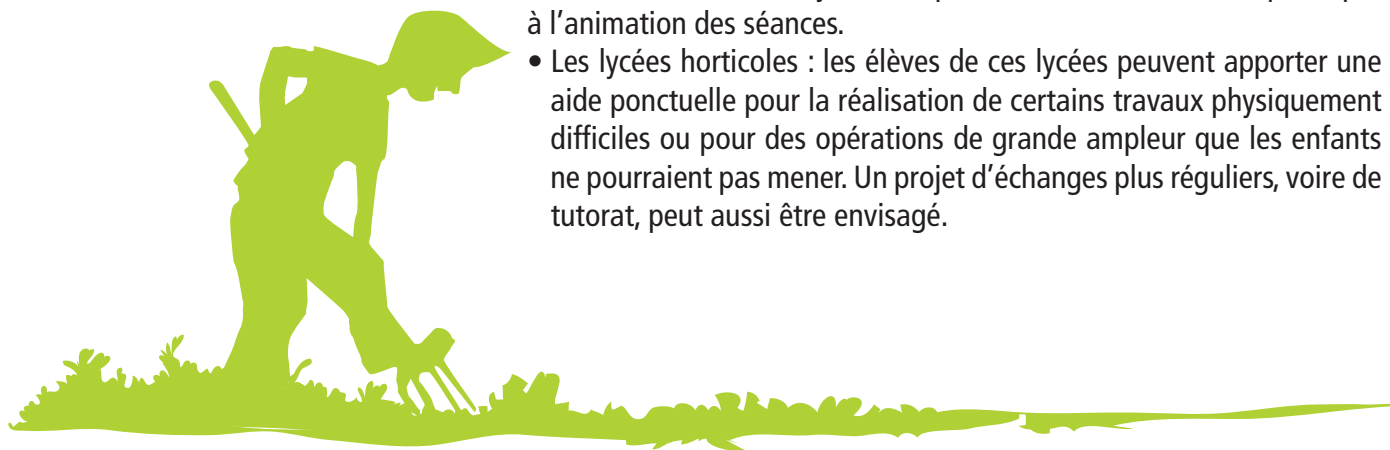 à l’animation des séances.
• Les lycées horticoles : les élèves de ces lycées peuvent apporter une
aide ponctuelle pour la réalisation de certains travaux physiquement
difficiles ou pour des opérations de grande ampleur que les enfants
ne pourraient pas mener. Un projet d’échanges plus réguliers, voire de
tutorat, peut aussi être envisagé.